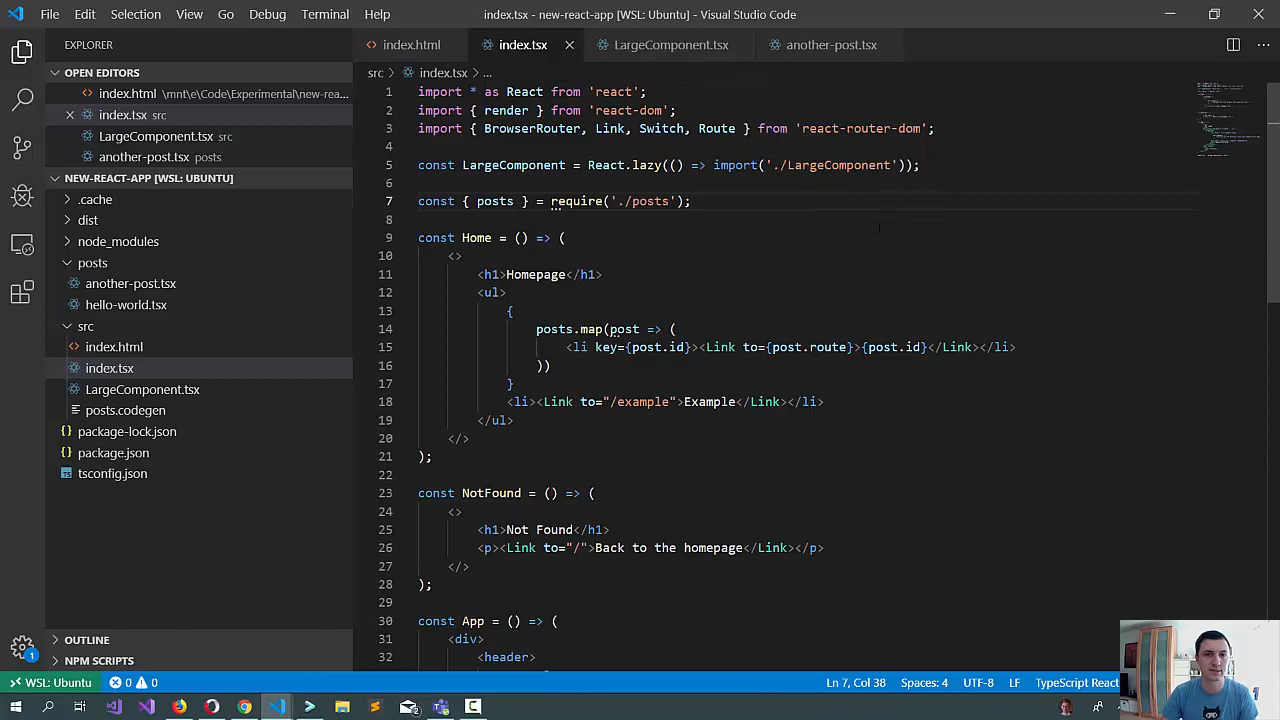 File Edit Selection View Go Debug Terminal Help
index.tsx - new-react-app [WSL: Ubuntu] - Visual Studio Code
EXPLORER
OPEN EDITORS
index.html \mnt\e\Code\Experimental\new-rea...
index.tsx src
LargeComponent.tsx src
another-post.tsx posts
NEW-REACT-APP [WSL: UBUNTU]
.cache
dist
node_modules
posts
another-post.tsx
hello-world.tsx
src
index.html
index.tsx
LargeComponent.tsx
posts.codegen
package-lock.json
package.json
TS tsconfig.json
OUTLINE
NPM SCRIPTS
index.html index.tsx LargeComponent.tsx another-post.tsx
src index.tsx ...
1 import * as React from 'react';
2 import { render } from 'react-dom';
3 import { BrowserRouter, Link, Switch, Route } from 'react-router-dom';
4
5 const LargeComponent = React.lazy(() => import('./LargeComponent'));
6
7 const { posts } = require('./posts');
8
9 const Home = () => (
10 <>
11 <h1>Homepage</h1>
12 <ul>
13 {
14 posts.map(post => (
15 <li key={post.id}><Link to={post.route}>{post.id}</Link></li>
16 ))
17 }
18 <li><Link to="/example">Example</Link></li>
19 </ul>
20 </>
21 );
22
23 const NotFound = () => (
24 <>
25 <h1>Not Found</h1>
26 <p><Link to="/">Back to the homepage</Link></p>
27 </>
28 );
29
30 const App = () => (
31 <div>
32 <header>
1
WSL: Ubuntu 0 0 Ln 7, Col 38 Spaces: 4 UTF-8 LF TypeScript React